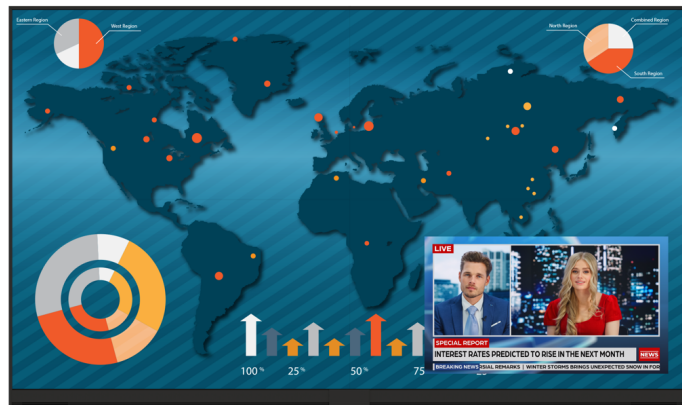 Eastern Region
West Region
North Region
Combined Region
South Region
LIVE
SPECIAL REPORT
INTEREST RATES PREDICTED TO RISE IN THE NEXT MONTH
NEWS
BREAKING NEWS
RSIAL REMARKS | WINTER STORMS BRINGS UNEXPECTED SNOW IN FOR
100 %
25 %
50 %
75